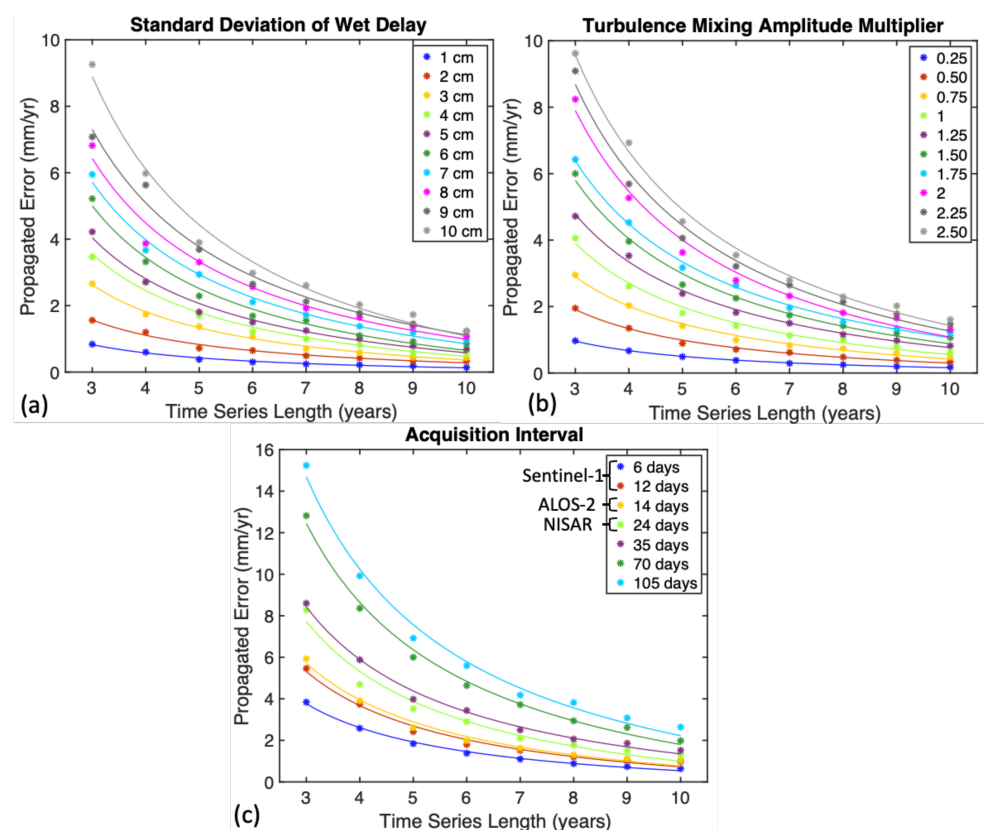 Standard Deviation of Wet Delay
10
8
6
4
2
0
Propagated Error (mm/yr)
1 cm
2 cm
3 cm
4 cm
5 cm
6 cm
7 cm
8 cm
9 cm
10 cm
3 4 5 6 7 8 9 10
(a) Time Series Length (years)
Turbulence Mixing Amplitude Multiplier
10
8
6
4
2
0
Propagated Error (mm/yr)
0.25
0.50
0.75
1
1.25
1.50
1.75
2
2.25
2.50
3 4 5 6 7 8 9 10
(b) Time Series Length (years)
Acquisition Interval
16
14
12
10
8
6
4
2
0
Propagated Error (mm/yr)
Sentinel-1
ALOS-2
NISAR
6 days
12 days
14 days
24 days
35 days
70 days
105 days
3 4 5 6 7 8 9 10
(c) Time Series Length (years)